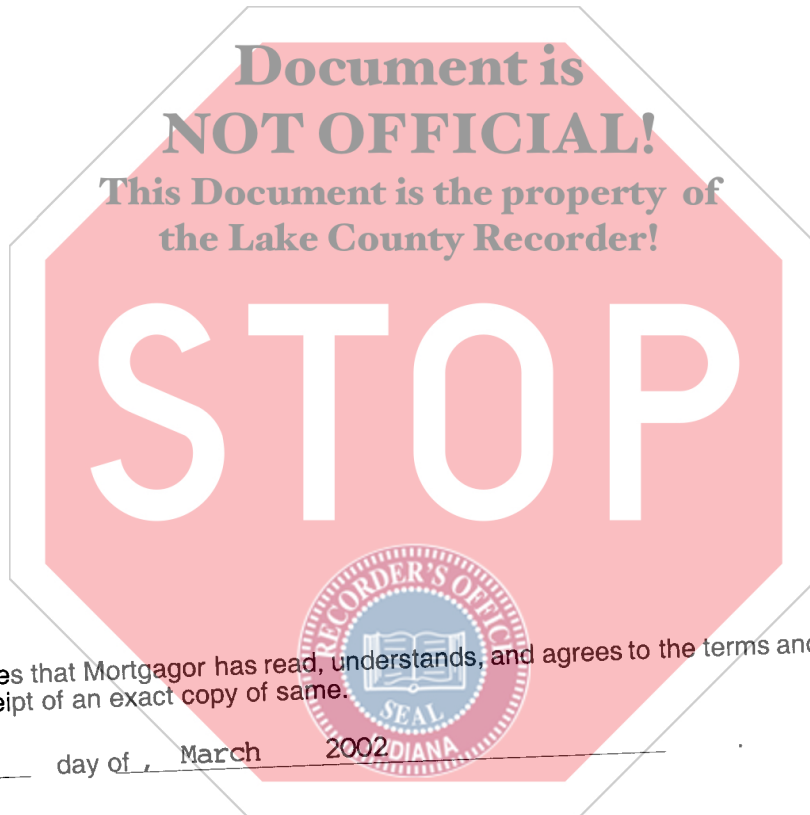 Document is
NOT OFFICIAL!
This Document is the property of
the Lake County Recorder!
STOP
RECORDER'S OFFIC
es that Mortgagor has read, understands, and agrees to the terms and
eipt of an exact copy of same.
SEAL
INDIANA
day of , March 2002